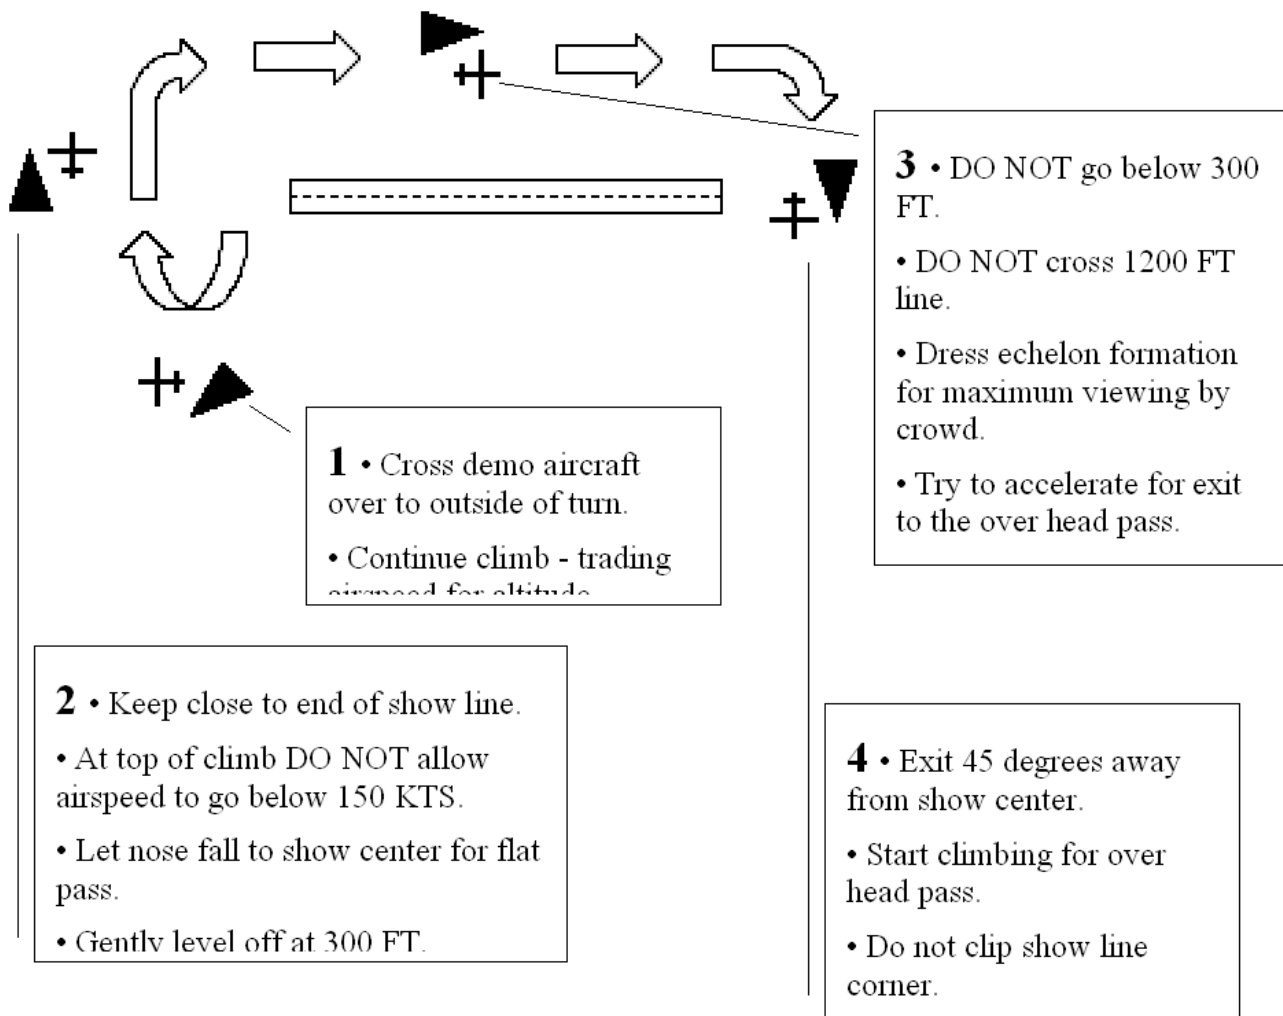 1 • Cross demo aircraft
over to outside of turn.
• Continue climb - trading
airspeed for altitude
2 • Keep close to end of show line.
• At top of climb DO NOT allow
airspeed to go below 150 KTS.
• Let nose fall to show center for flat
pass.
• Gently level off at 300 FT.
3 • DO NOT go below 300
FT.
• DO NOT cross 1200 FT
line.
• Dress echelon formation
for maximum viewing by
crowd.
• Try to accelerate for exit
to the over head pass.
4 • Exit 45 degrees away
from show center.
• Start climbing for over
head pass.
• Do not clip show line
corner.